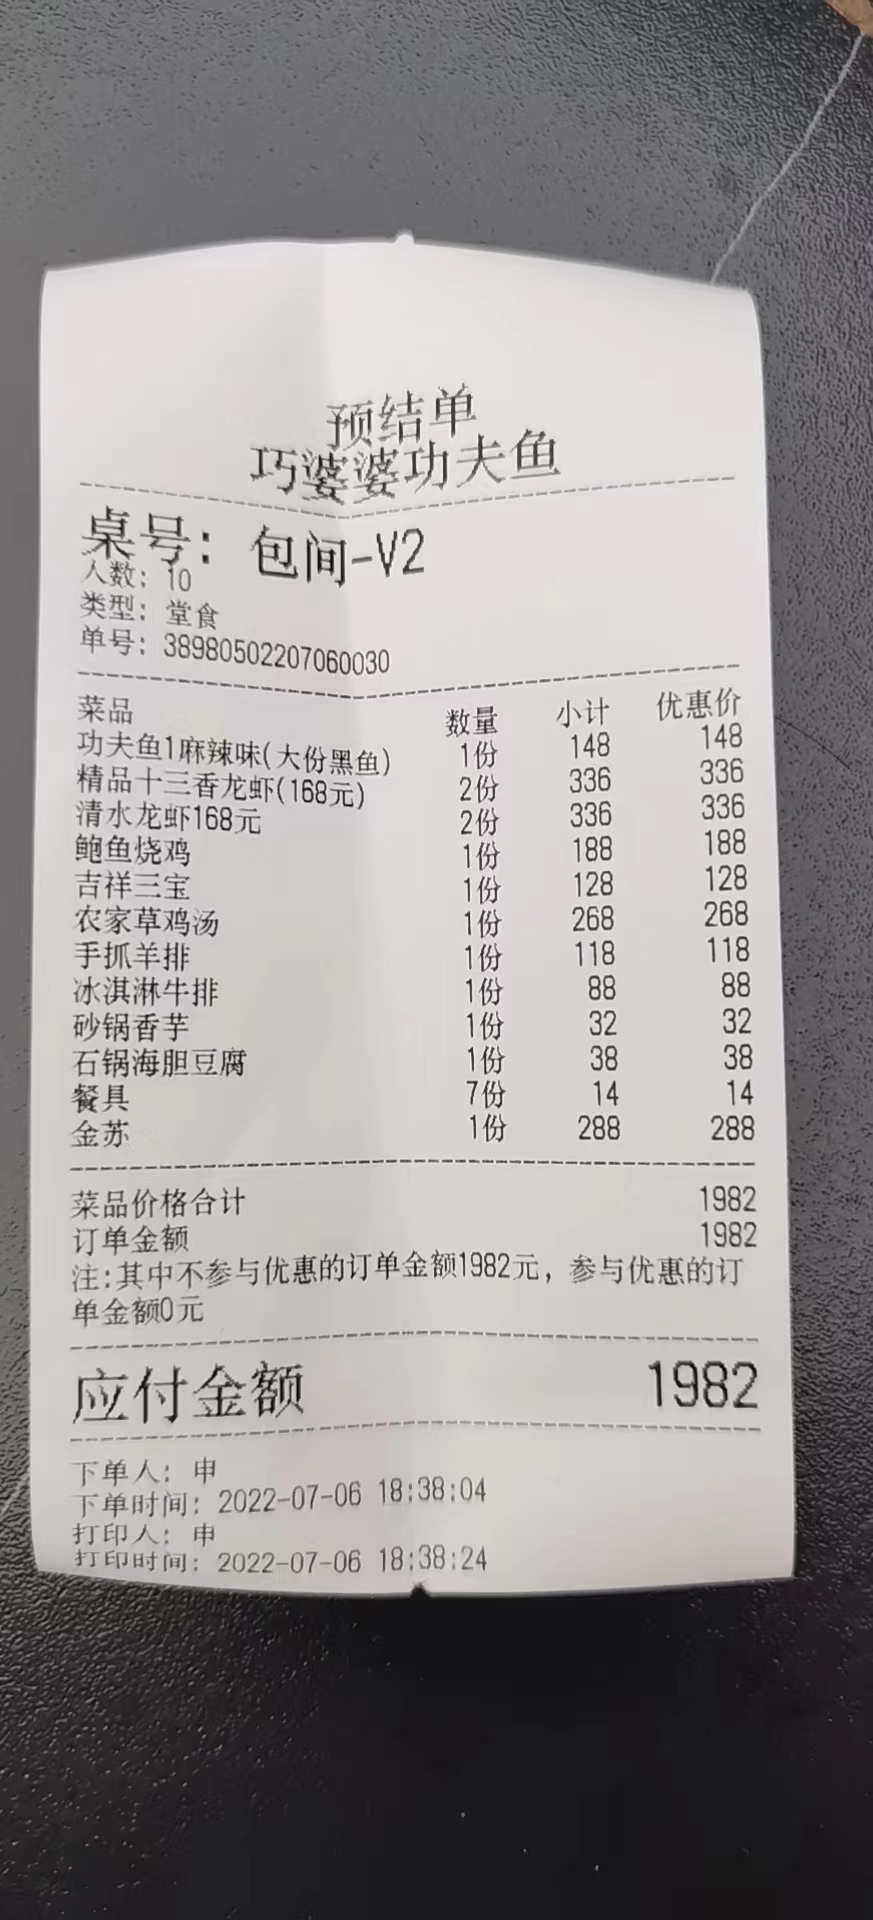 预结单
巧婆婆功夫鱼
桌号: 包间-V2
人数: 10
类型: 堂食
单号: 38980502207060030
菜品 数量 小计 优惠价
功夫鱼1麻辣味(大份黑鱼) 1份 148 148
精品十三香龙虾(168元) 2份 336 336
清水龙虾168元 2份 336 336
鲍鱼烧鸡 1份 188 188
吉祥三宝 1份 128 128
农家草鸡汤 1份 268 268
手抓羊排 1份 118 118
冰淇淋牛排 1份 88 88
砂锅香芋 1份 32 32
石锅海胆豆腐 1份 38 38
餐具 7份 14 14
金苏 1份 288 288
菜品价格合计 1982
订单金额 1982
注:其中不参与优惠的订单金额1982元, 参与优惠的订
单金额0元
应付金额 1982
下单人: 申
下单时间: 2022-07-06 18:38:04
打印人: 申
打印时间: 2022-07-06 18:38:24